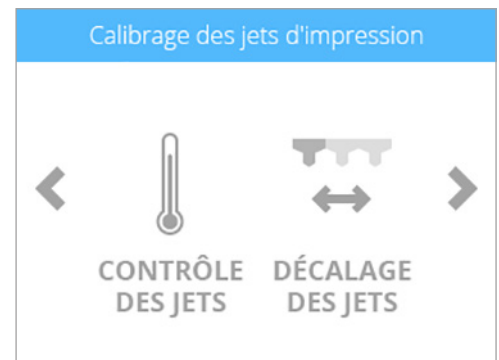 Calibrage des jets d'impression
CONTRÔLE
DES JETS
DÉCALAGE
DES JETS